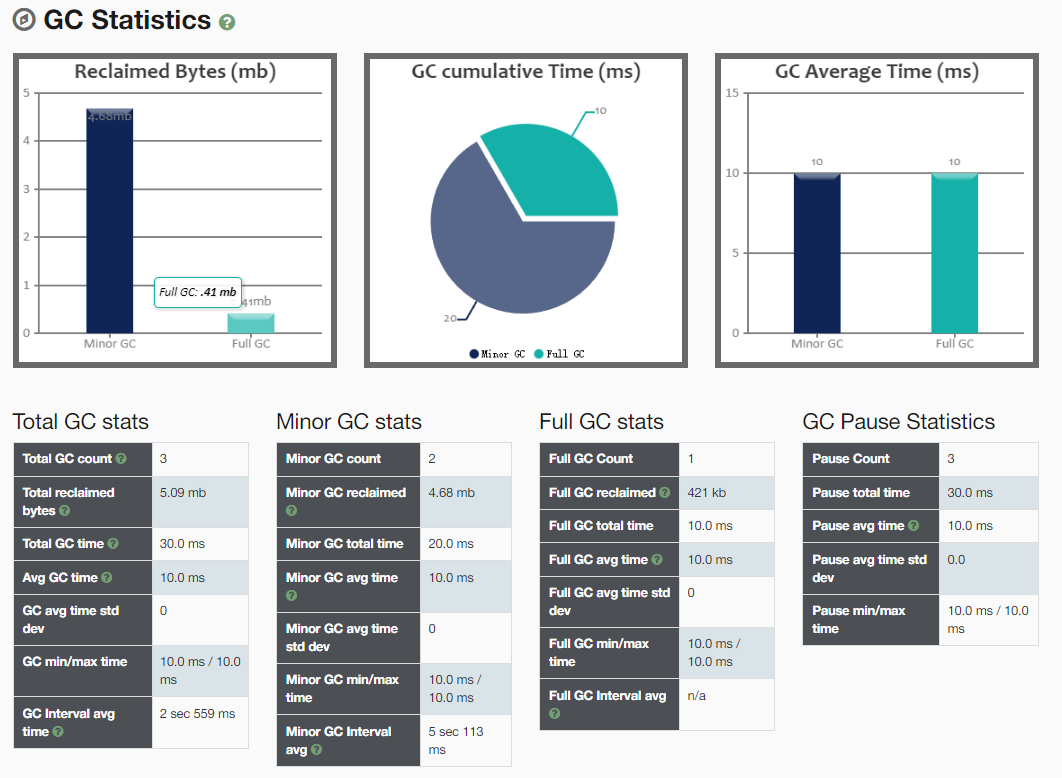 GC Statistics ?
Reclaimed Bytes (mb)
5
4.68mb
4
3
2
1
Full GC: .41 mb
41mb
0
Minor GC
Full GC
GC cumulative Time (ms)
10
20
Minor GC
Full GC
GC Average Time (ms)
15
10
10
10
5
0
Minor GC
Full GC
Total GC stats
Total GC count ? 3
Total reclaimed 5.09 mb
bytes ?
Total GC time ? 30.0 ms
Avg GC time ? 10.0 ms
GC avg time std 0
dev
GC min/max time 10.0 ms / 10.0
ms
GC Interval avg 2 sec 559 ms
time ?
Minor GC stats
Minor GC count 2
Minor GC reclaimed 4.68 mb
?
Minor GC total time 20.0 ms
Minor GC avg time 10.0 ms
?
Minor GC avg time 0
std dev
Minor GC min/max 10.0 ms /
time 10.0 ms
Minor GC Interval 5 sec 113
avg ? ms
Full GC stats
Full GC Count 1
Full GC reclaimed ? 421 kb
Full GC total time 10.0 ms
Full GC avg time ? 10.0 ms
Full GC avg time std 0
dev
Full GC min/max 10.0 ms /
time 10.0 ms
Full GC Interval avg n/a
?
GC Pause Statistics
Pause Count 3
Pause total time 30.0 ms
Pause avg time ? 10.0 ms
Pause avg time std 0.0
dev
Pause min/max 10.0 ms / 10.0
time ms